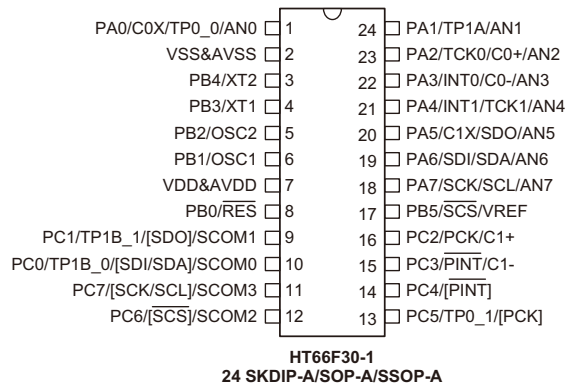 PA0/C0X/TP0_0/AN0 1 24 PA1/TP1A/AN1
VSS&AVSS 2 23 PA2/TCK0/C0+/AN2
PB4/XT2 3 22 PA3/INT0/C0-/AN3
PB3/XT1 4 21 PA4/INT1/TCK1/AN4
PB2/OSC2 5 20 PA5/C1X/SDO/AN5
PB1/OSC1 6 19 PA6/SDI/SDA/AN6
VDD&AVDD 7 18 PA7/SCK/SCL/AN7
PB0/RES 8 17 PB5/SCS/VREF
PC1/TP1B_1/[SDO]/SCOM1 9 16 PC2/PCK/C1+
PC0/TP1B_0/[SDI/SDA]/SCOM0 10 15 PC3/PINT/C1-
PC7/[SCK/SCL]/SCOM3 11 14 PC4/[PINT]
PC6/[SCS]/SCOM2 12 13 PC5/TP0_1/[PCK]
HT66F30-1
24 SKDIP-A/SOP-A/SSOP-A